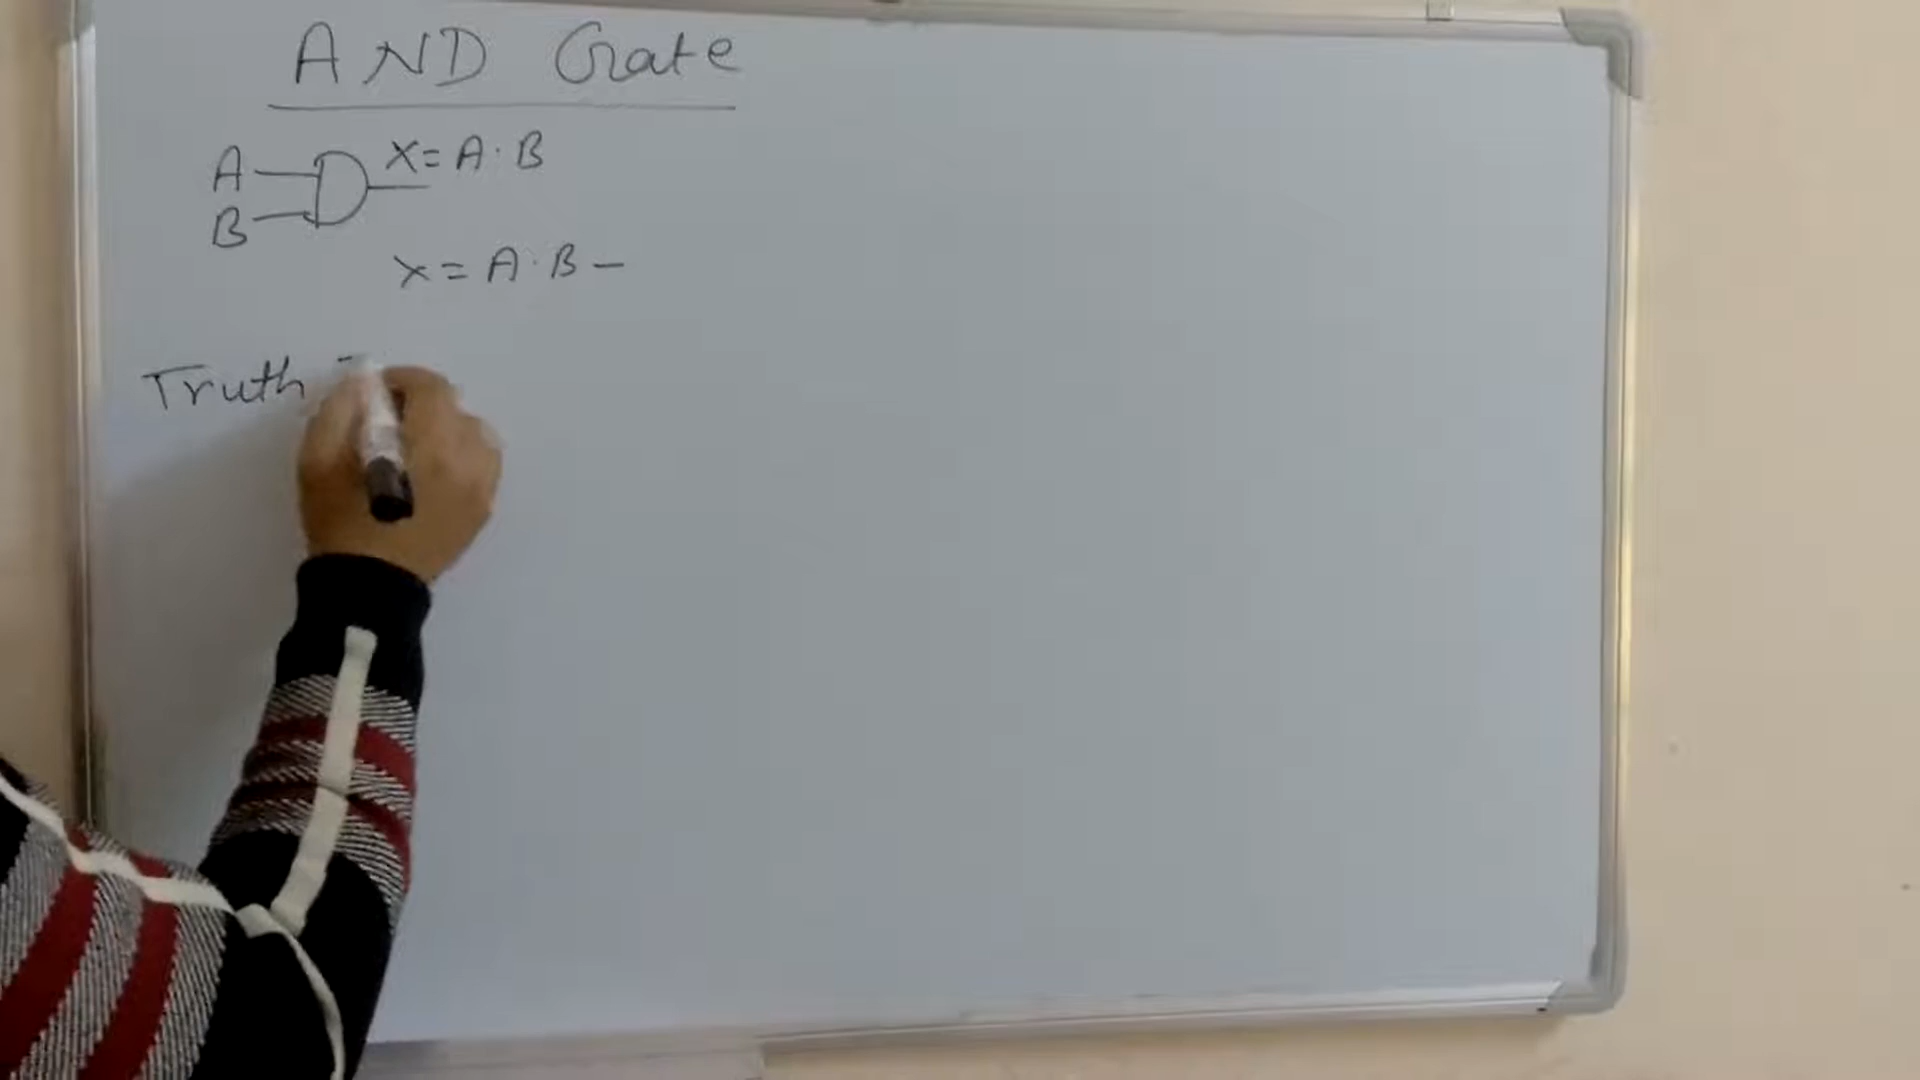 AND Gate
X = A · B
A
B
X = A · B –
Truth T